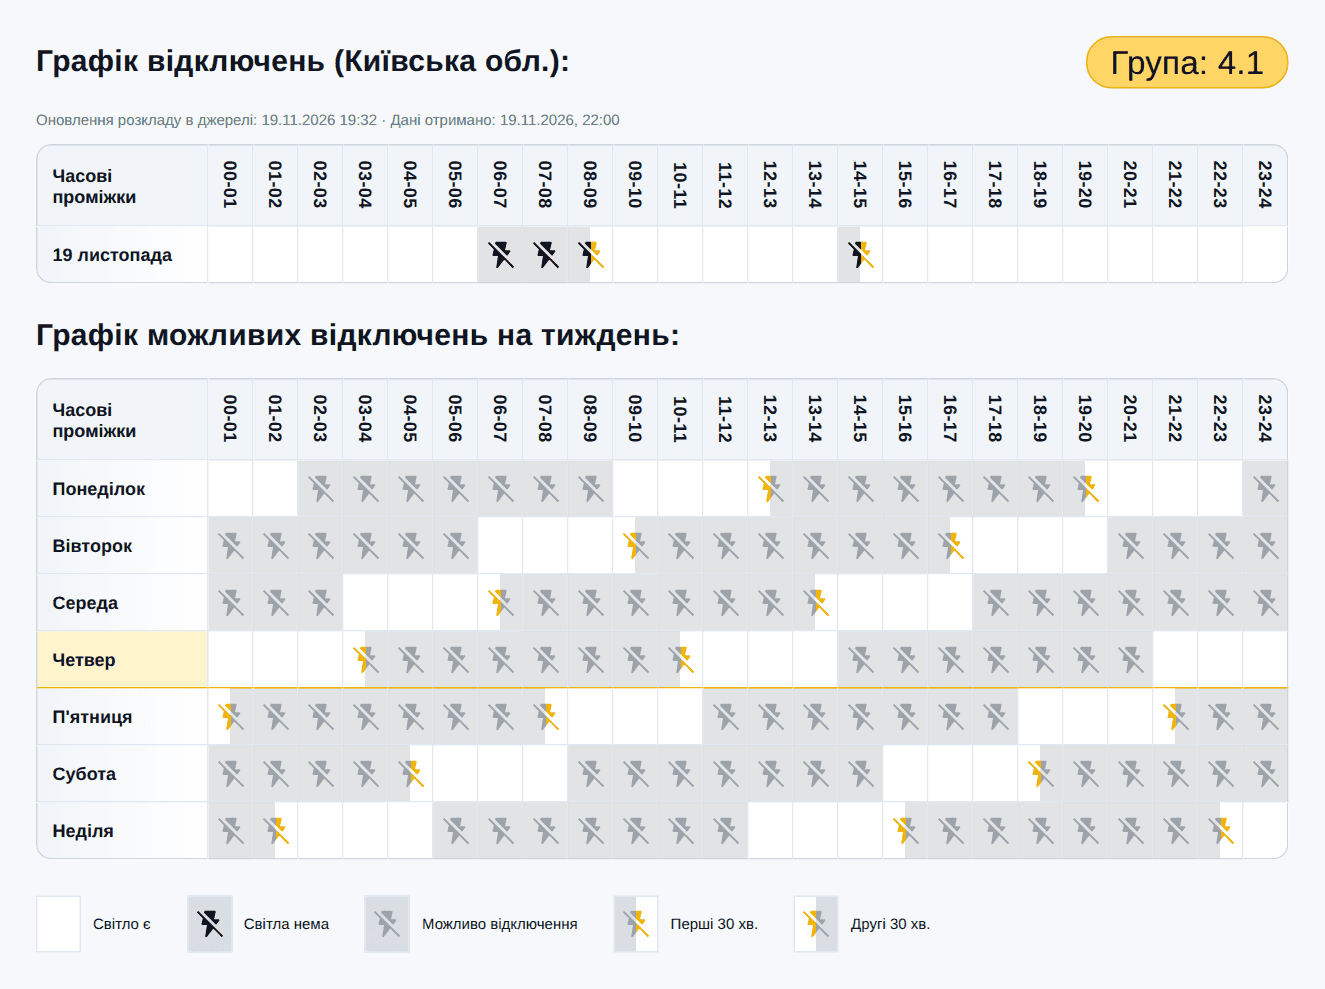 Графік відключень (Київська обл.):
Група: 4.1
Оновлення розкладу в джерелі: 19.11.2026 19:32 · Дані отримано: 19.11.2026, 22:00
Часові проміжки 00-01 01-02 02-03 03-04 04-05 05-06 06-07 07-08 08-09 09-10 10-11 11-12 12-13 13-14 14-15 15-16 16-17 17-18 18-19 19-20 20-21 21-22 22-23 23-24
19 листопада
Графік можливих відключень на тиждень:
Часові проміжки 00-01 01-02 02-03 03-04 04-05 05-06 06-07 07-08 08-09 09-10 10-11 11-12 12-13 13-14 14-15 15-16 16-17 17-18 18-19 19-20 20-21 21-22 22-23 23-24
Понеділок
Вівторок
Середа
Четвер
П'ятниця
Субота
Неділя
Світло є Світла нема Можливо відключення Перші 30 хв. Другі 30 хв.